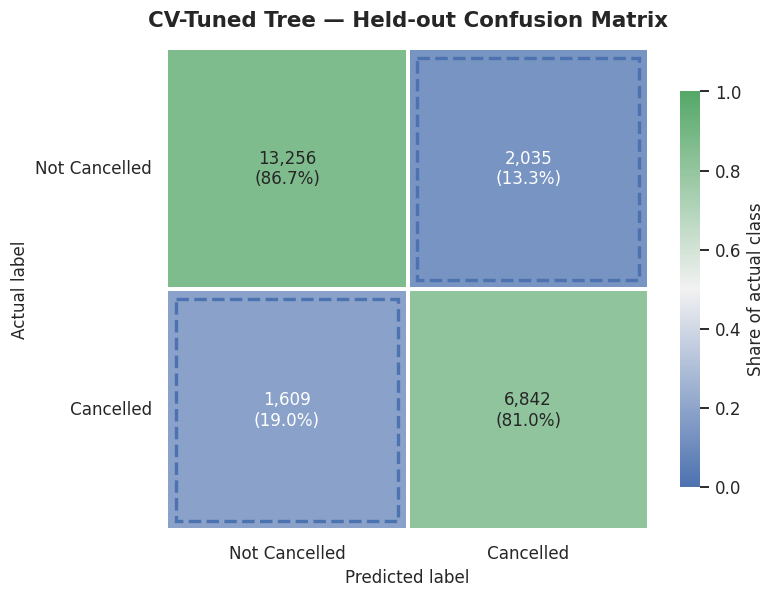 CV-Tuned Tree — Held-out Confusion Matrix
Not Cancelled
Cancelled
Actual label
13,256
(86.7%)
2,035
(13.3%)
1,609
(19.0%)
6,842
(81.0%)
Not Cancelled
Cancelled
Predicted label
1.0
0.8
0.6
0.4
0.2
0.0
Share of actual class